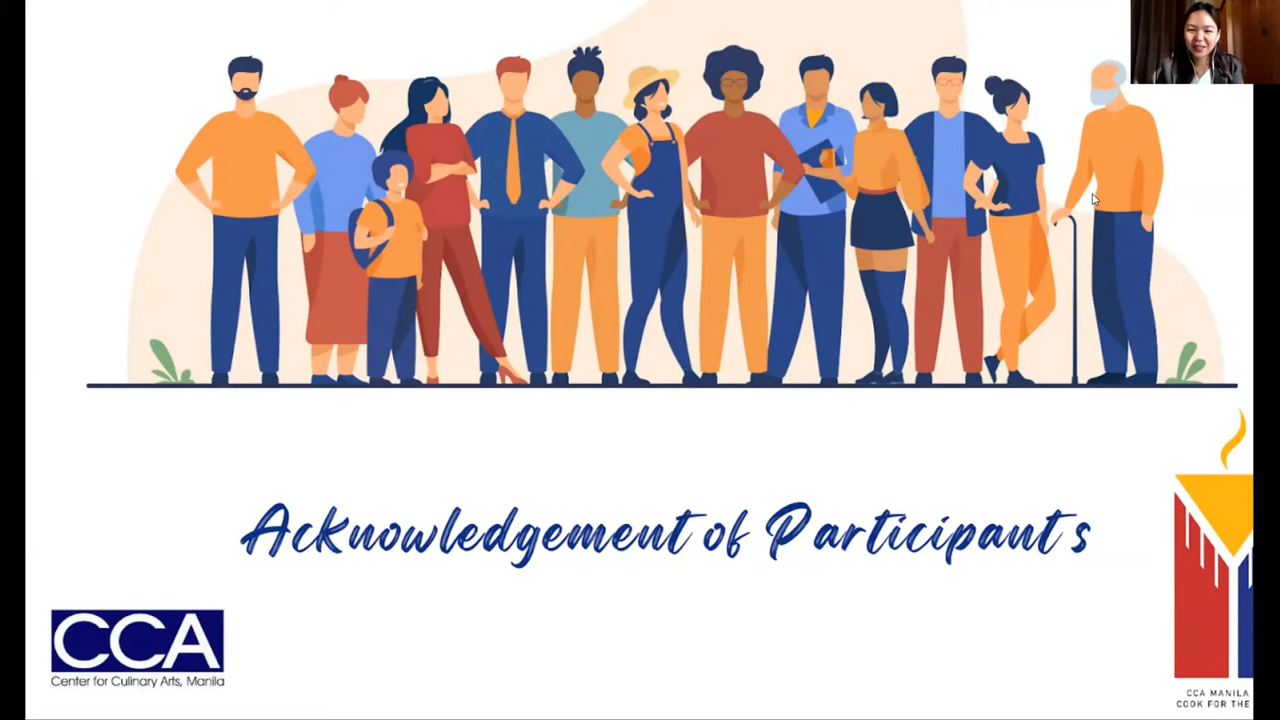 Acknowledgement of Participants
CCA
Center for Culinary Arts, Manila
CCA MANILA
COOK FOR THE